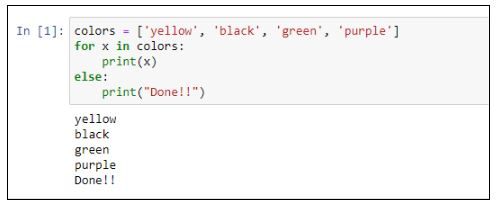 In [1]: colors = ['yellow', 'black', 'green', 'purple']
for x in colors:
    print(x)
else:
    print("Done!!")
yellow
black
green
purple
Done!!